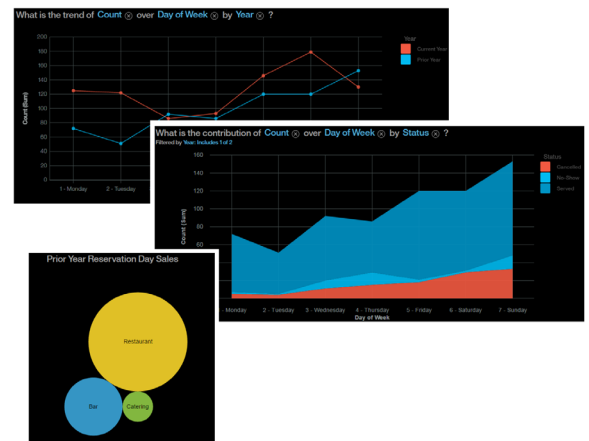 What is the trend of Count over Day of Week by Year ?
Year
Current Year
Prior Year
Count (Sum)
200
180
160
140
120
100
80
60
40
20
0
1 - Monday
2 - Tuesday
What is the contribution of Count over Day of Week by Status ?
Filtered by Year: Includes 1 of 2
Status
Cancelled
No-Show
Served
Count (Sum)
160
140
120
100
80
60
- Monday
2 - Tuesday
3 - Wednesday
4 - Thursday
5 - Friday
6 - Saturday
7 - Sunday
Day of Week
Prior Year Reservation Day Sales
Restaurant
Bar
Catering